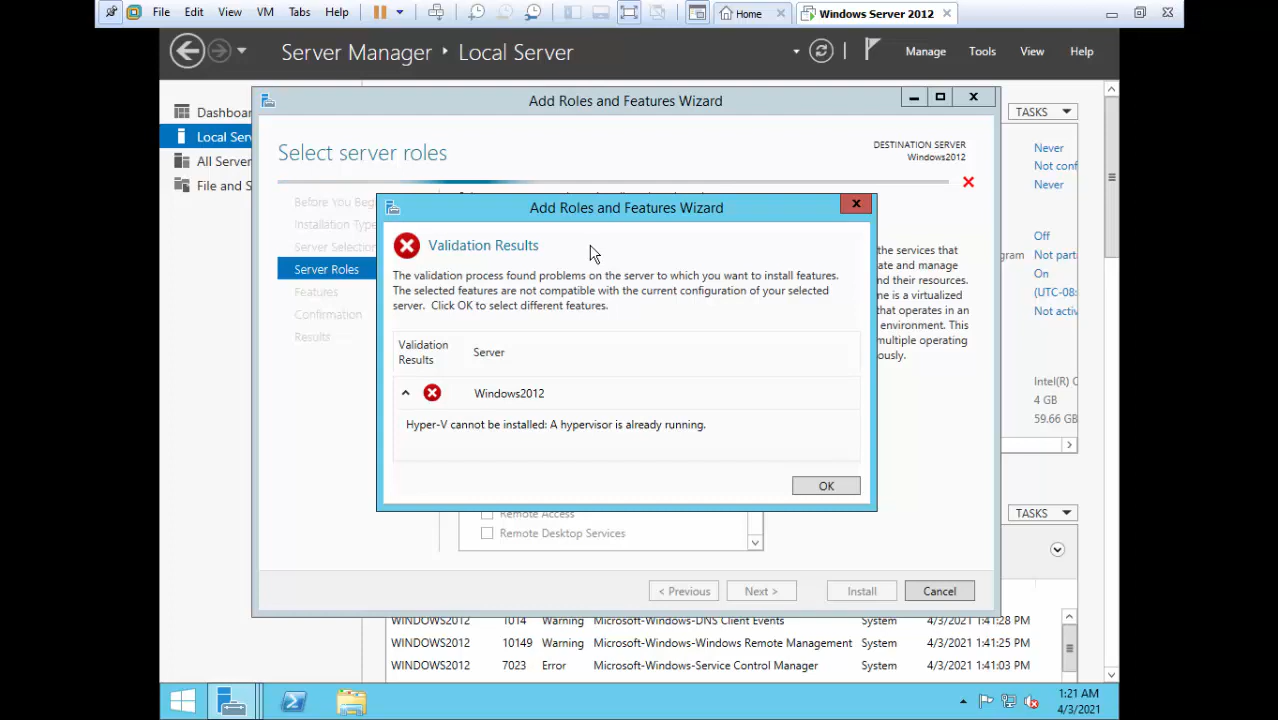 File Edit View VM Tabs Help
Home
Windows Server 2012
Server Manager
Local Server
Manage Tools View Help
Add Roles and Features Wizard
Select server roles
DESTINATION SERVER
Windows2012
Dashboar
Local Serv
All Server
File and S
Before You Begi
Installation Type
Server Selection
Server Roles
Features
Confirmation
Results
Add Roles and Features Wizard
Validation Results
The validation process found problems on the server to which you want to install features.
The selected features are not compatible with the current configuration of your selected
server. Click OK to select different features.
Validation
Results
Server
Windows2012
Hyper-V cannot be installed: A hypervisor is already running.
OK
the services that
ate and manage
nd their resources.
ne is a virtualized
that operates in an
environment. This
multiple operating
ously.
Remote Access
Remote Desktop Services
< Previous
Next >
Install
Cancel
TASKS
Never
Not conf
Never
Off
ogram Not part
On
(UTC-08:
Not activ
Intel(R) C
4 GB
59.66 GB
TASKS
WINDOWS2012 1014 Warning Microsoft-Windows-DNS Client Events System 4/3/2021 1:41:28 PM
WINDOWS2012 10149 Warning Microsoft-Windows-Windows Remote Management System 4/3/2021 1:41:25 PM
WINDOWS2012 7023 Error Microsoft-Windows-Service Control Manager System 4/3/2021 1:41:03 PM
1:21 AM
4/3/2021